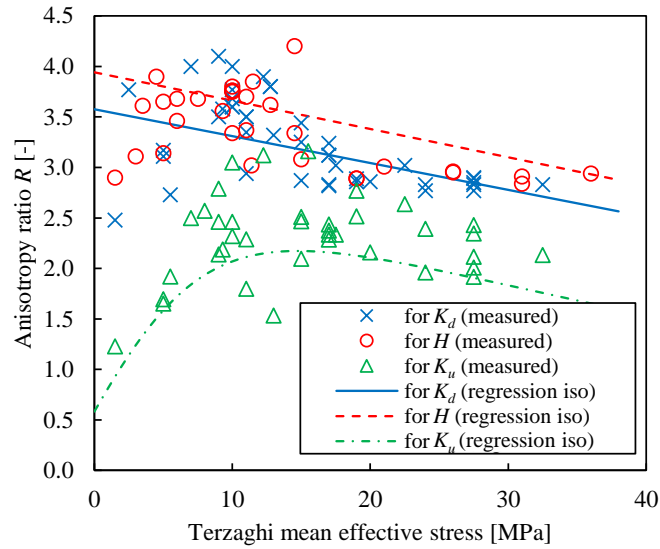 4.5
4.0
3.5
3.0
2.5
2.0
1.5
1.0
0.5
0.0
Anisotropy ratio R [-]
for K_d (measured)
for H (measured)
for K_u (measured)
for K_d (regression iso)
for H (regression iso)
for K_u (regression iso)
0 10 20 30 40
Terzaghi mean effective stress [MPa]